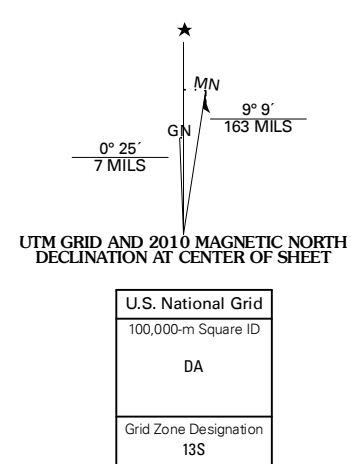 MN
GN
9° 9´
163 MILS
0° 25´
7 MILS
UTM GRID AND 2010 MAGNETIC NORTH
DECLINATION AT CENTER OF SHEET
U.S. National Grid
100,000-m Square ID
DA
Grid Zone Designation
13S